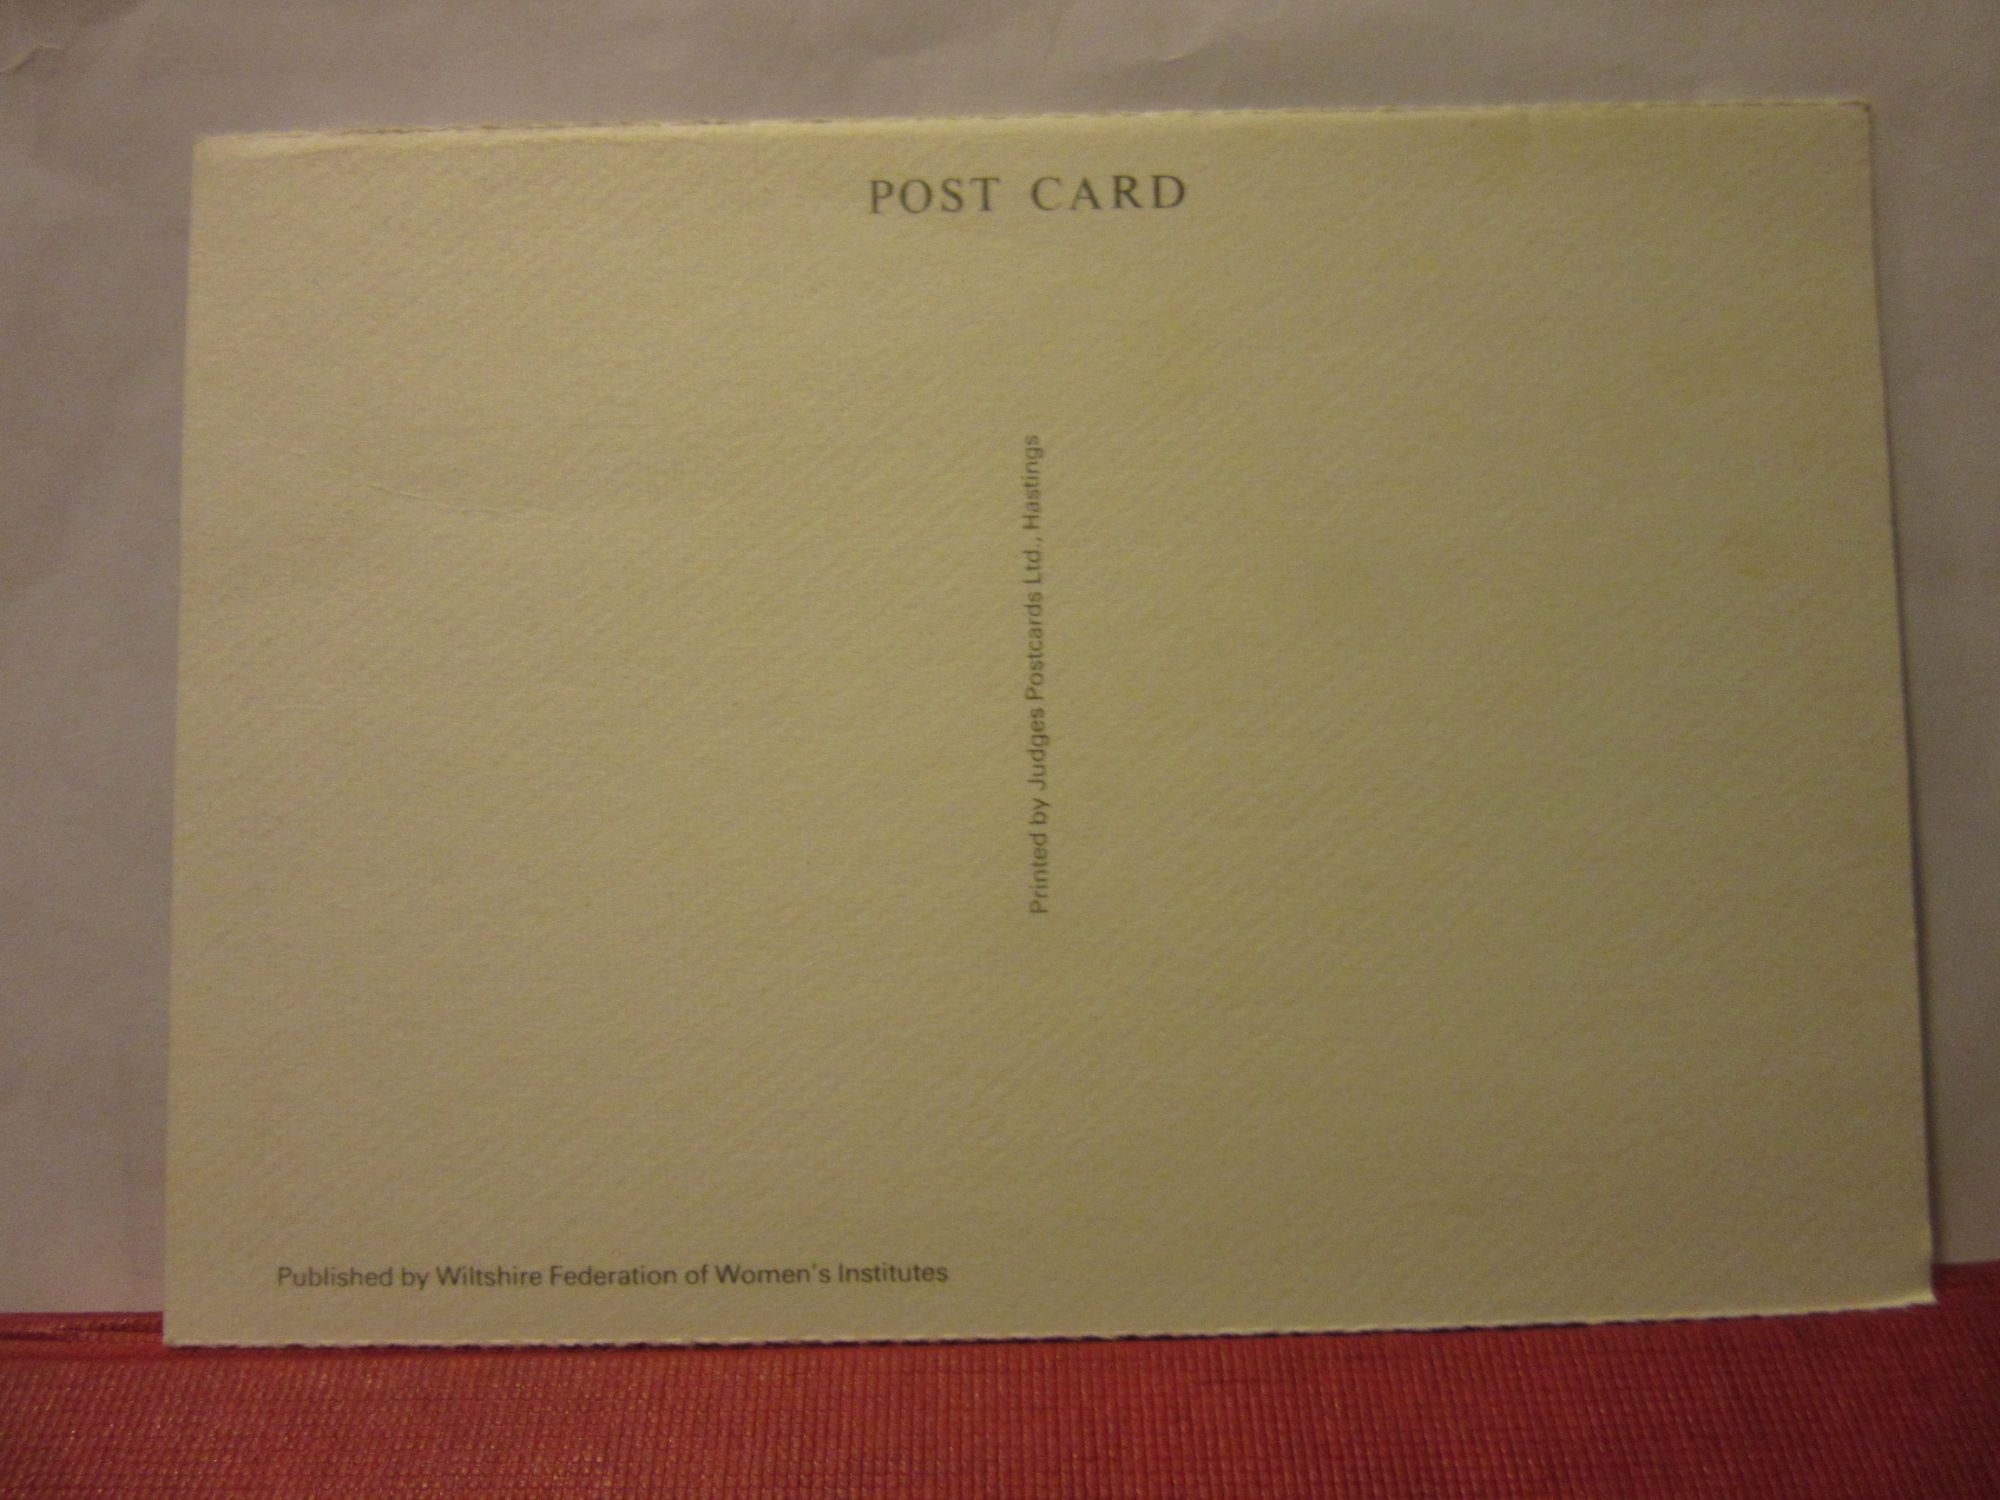 POST CARD
Printed by Judges Postcards Ltd., Hastings
Published by Wiltshire Federation of Women's Institutes